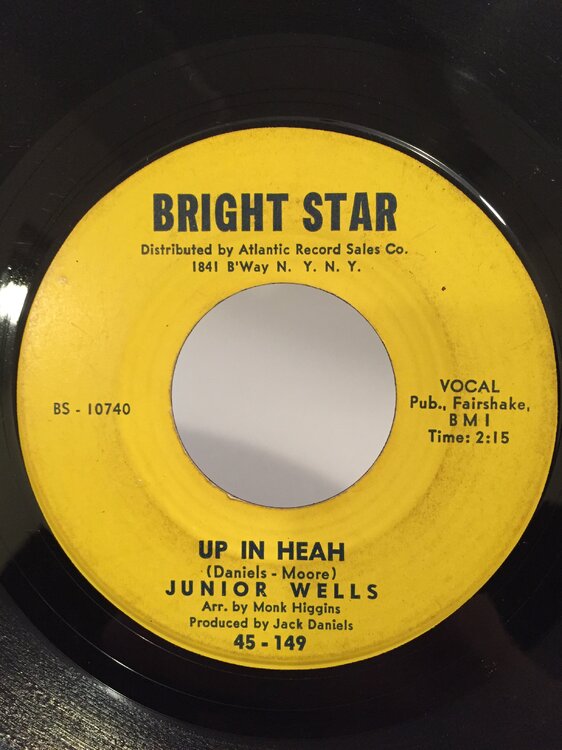 BRIGHT STAR
Distributed by Atlantic Record Sales Co.
1841 B'Way N. Y. N. Y.
BS - 10740
VOCAL
Pub., Fairshake,
B M I
Time: 2:15
UP IN HEAH
(Daniels - Moore)
JUNIOR WELLS
Arr. by Monk Higgins
Produced by Jack Daniels
45 - 149